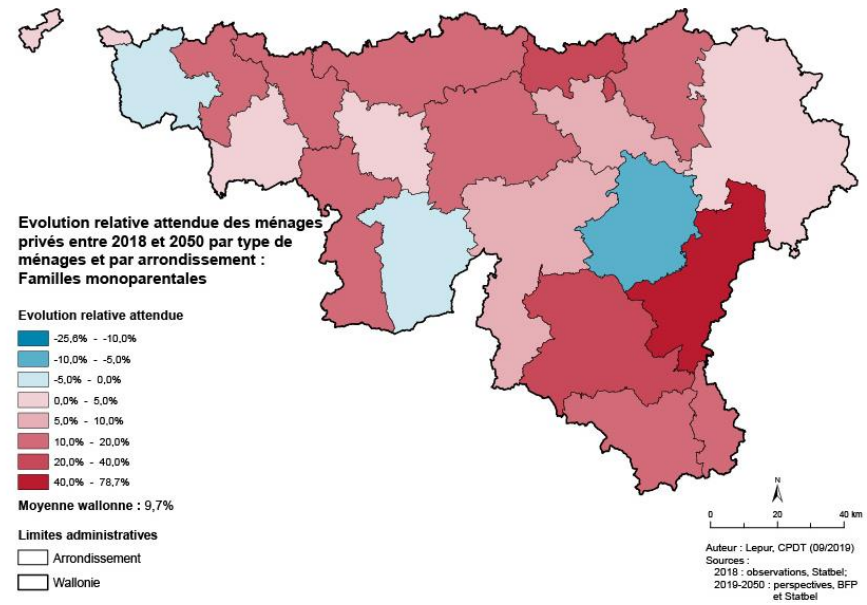 Evolution relative attendue des ménages
privés entre 2018 et 2050 par type de
ménages et par arrondissement :
Familles monoparentales
Evolution relative attendue
-25,6% - -10,0%
-10,0% - -5,0%
-5,0% - 0,0%
0,0% - 5,0%
5,0% - 10,0%
10,0% - 20,0%
20,0% - 40,0%
40,0% - 78,7%
Moyenne wallonne : 9,7%
Limites administratives
Arrondissement
Wallonie
N
0 20 40 km
Auteur : Lepur, CPDT (09/2019)
Sources :
2018 : observations, Statbel;
2019-2050 : perspectives, BFP
et Statbel